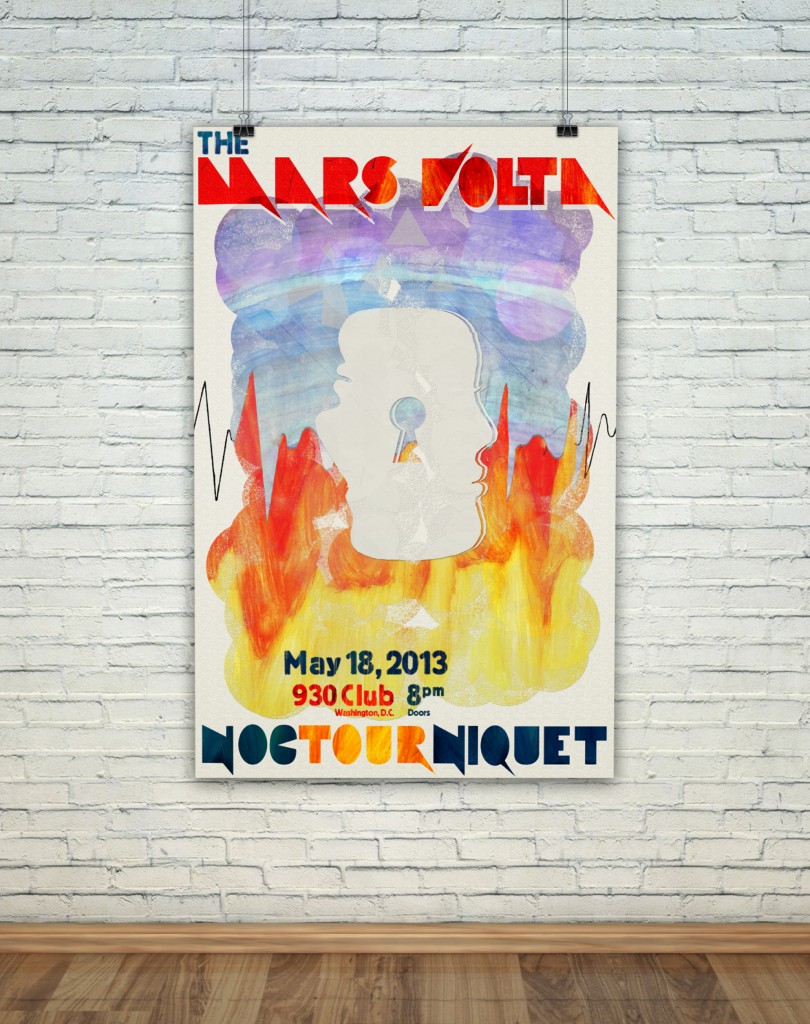 THE
MARS VOLTA
May 18, 2013
930 Club 8pm
Washington, D.C. Doors
NOCTOURNIQUET